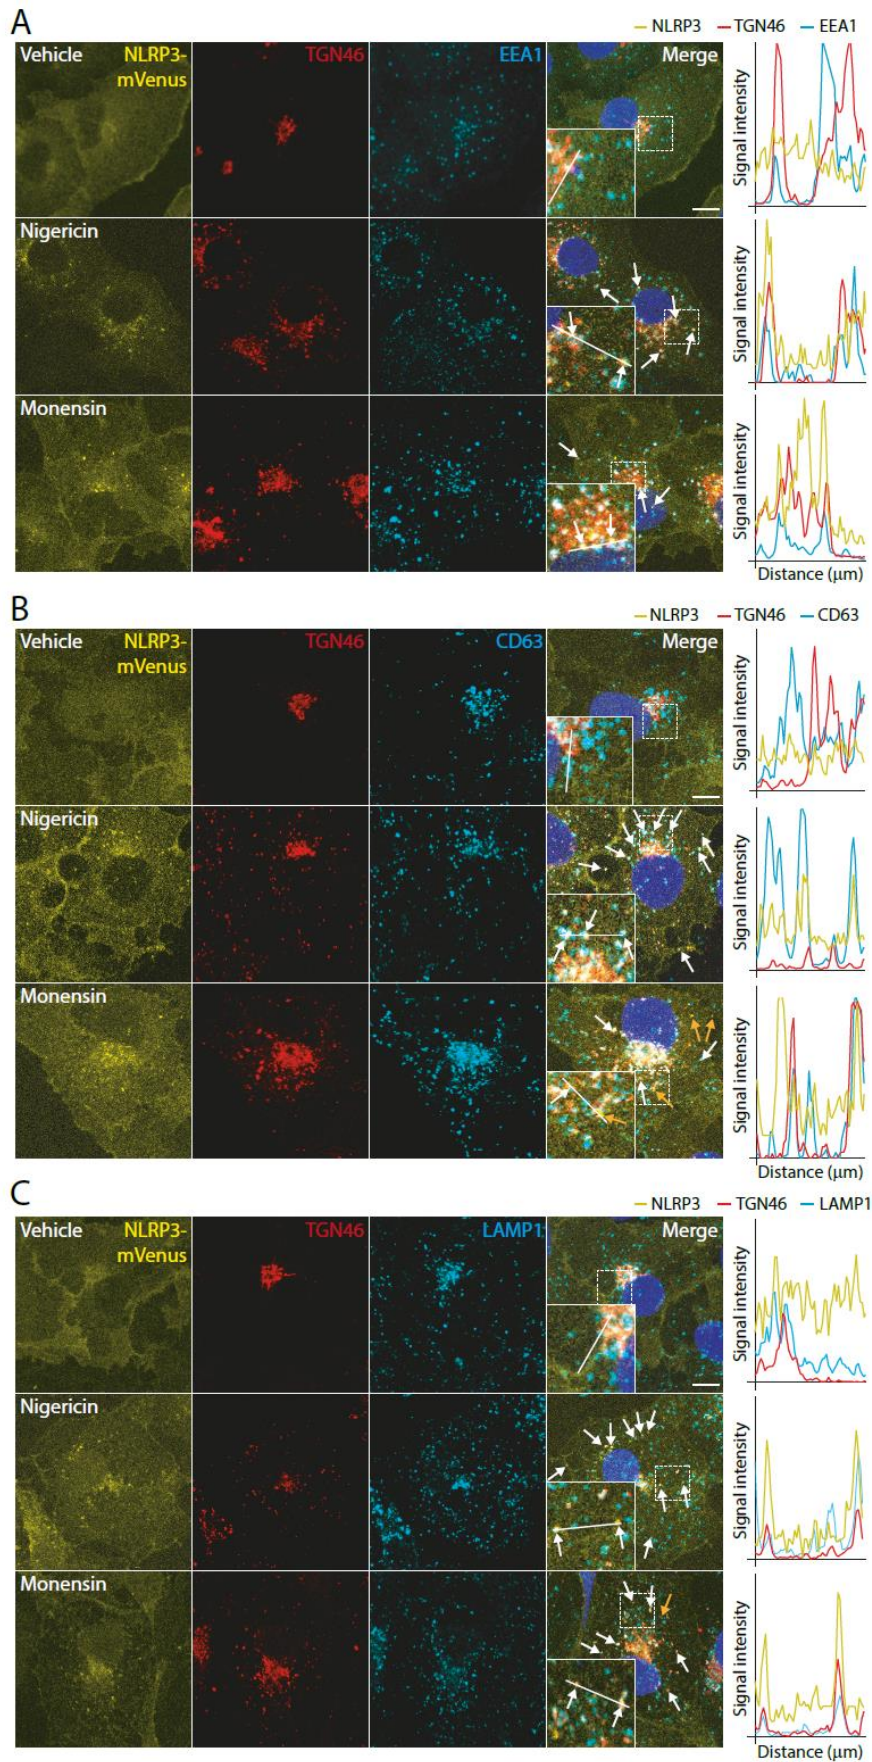 A
NLRP3 TGN46 EEA1
Vehicle NLRP3-
mVenus
TGN46
EEA1
Merge
Signal intensity
Nigericin
Signal intensity
Monensin
Signal intensity
Distance (μm)
B
NLRP3 TGN46 CD63
Vehicle NLRP3-
mVenus
TGN46
CD63
Merge
Signal intensity
Nigericin
Signal intensity
Monensin
Signal intensity
Distance (μm)
C
NLRP3 TGN46 LAMP1
Vehicle NLRP3-
mVenus
TGN46
LAMP1
Merge
Signal intensity
Nigericin
Signal intensity
Monensin
Signal intensity
Distance (μm)